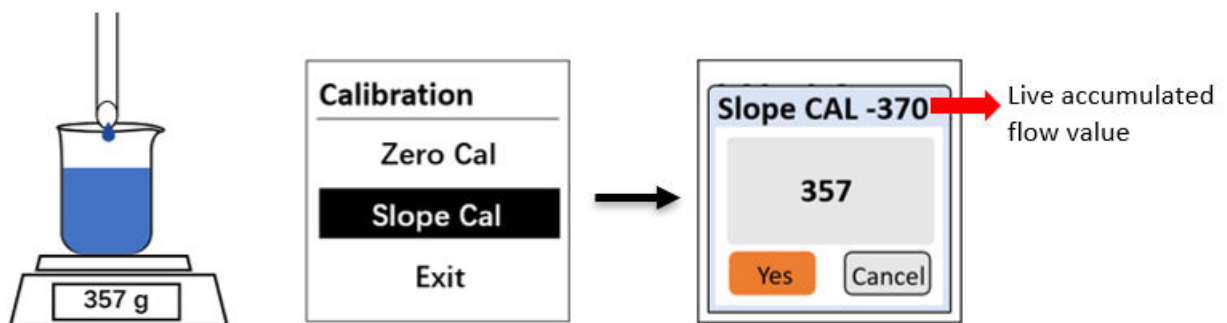 357 g
Calibration
Zero Cal
Slope Cal
Exit
Slope CAL -370
357
Yes
Cancel
Live accumulated
flow value